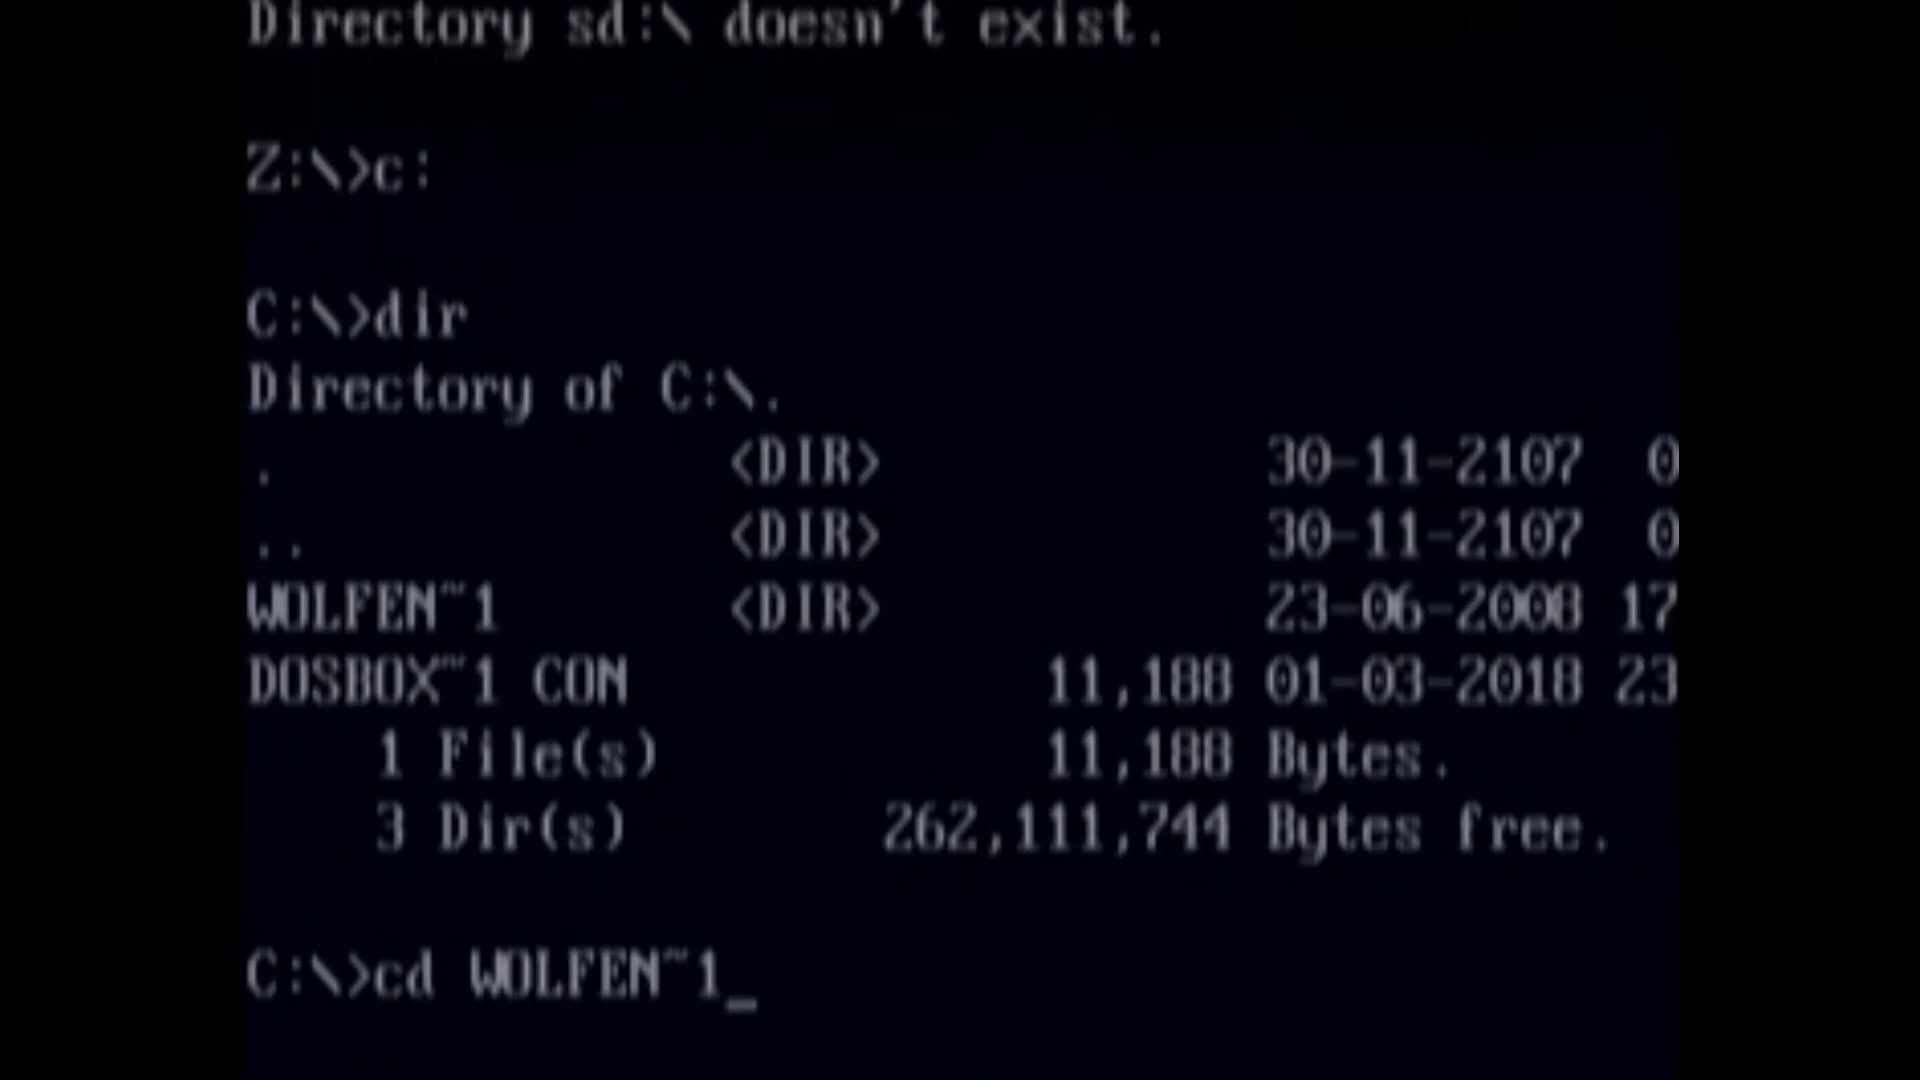 Directory sd:\ doesn't exist.
Z:\>c:
C:\>dir
Directory of C:\.
. <DIR> 30-11-2107 0
.. <DIR> 30-11-2107 0
WOLFEN~1 <DIR> 23-06-2008 17
DOSBOX~1 CON 11,188 01-03-2018 23
1 File(s) 11,188 Bytes.
3 Dir(s) 262,111,744 Bytes free.
C:\>cd WOLFEN~1_